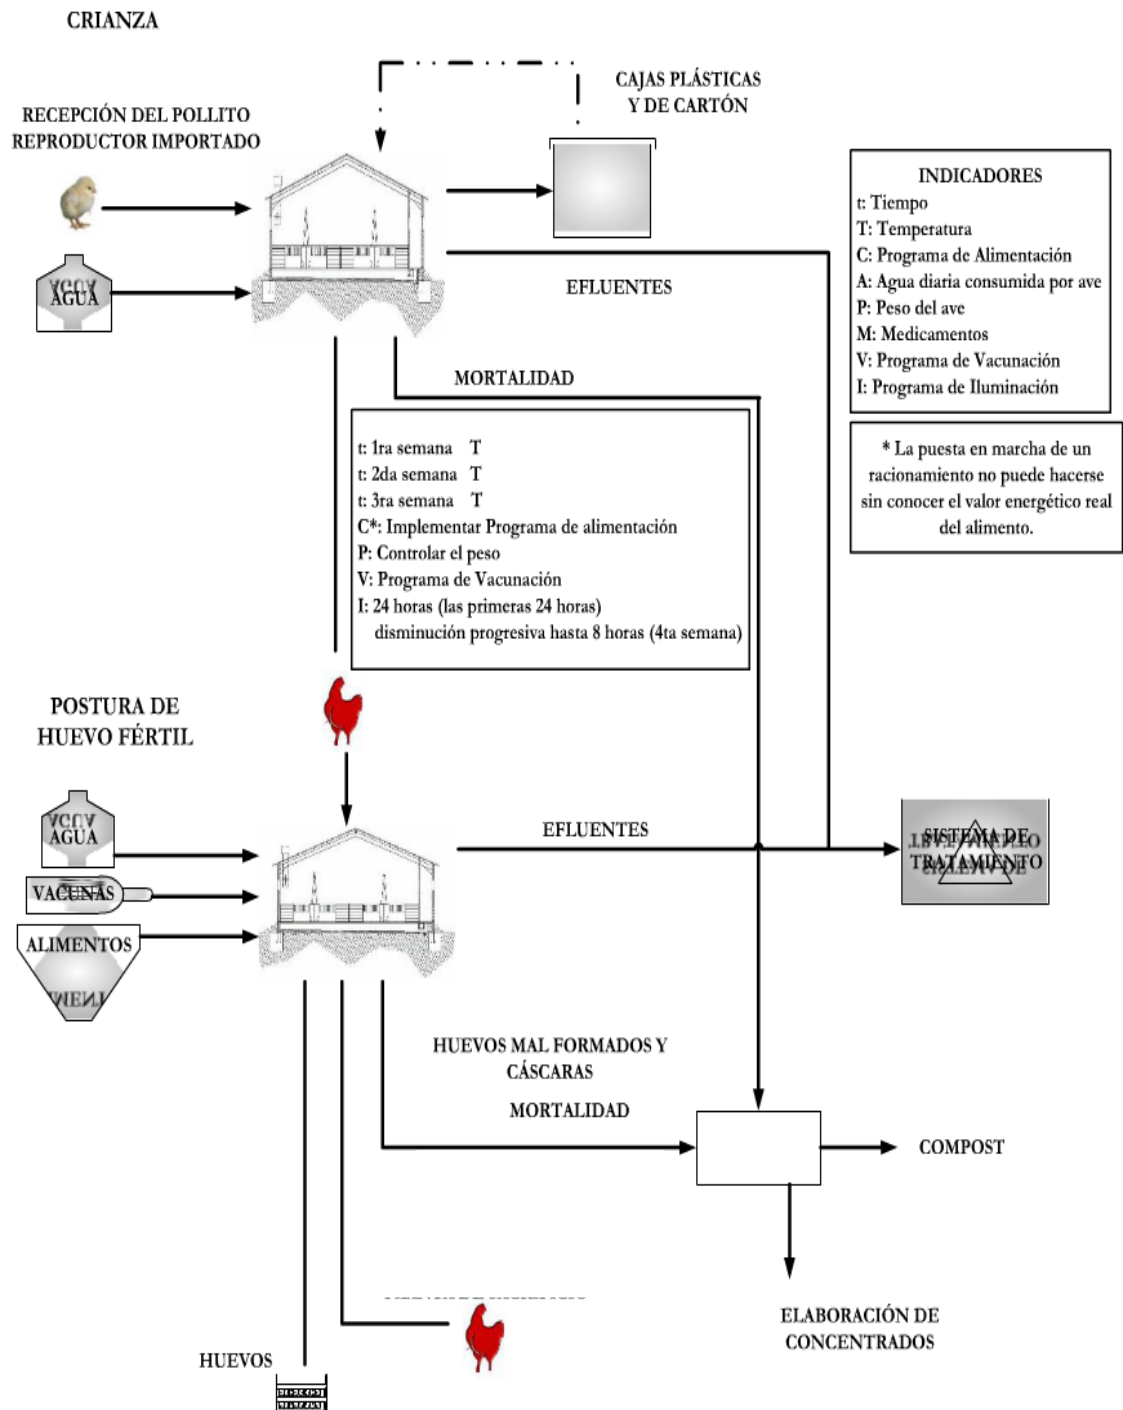 CRIANZA
RECEPCIÓN DEL POLLITO
REPRODUCTOR IMPORTADO
CAJAS PLÁSTICAS
Y DE CARTÓN
AGUA
EFLUENTES
INDICADORES
t: Tiempo
T: Temperatura
C: Programa de Alimentación
A: Agua diaria consumida por ave
P: Peso del ave
M: Medicamentos
V: Programa de Vacunación
I: Programa de Iluminación
* La puesta en marcha de un
racionamiento no puede hacerse
sin conocer el valor energético real
del alimento.
MORTALIDAD
t: 1ra semana T
t: 2da semana T
t: 3ra semana T
C*: Implementar Programa de alimentación
P: Controlar el peso
V: Programa de Vacunación
I: 24 horas (las primeras 24 horas)
disminución progresiva hasta 8 horas (4ta semana)
POSTURA DE
HUEVO FÉRTIL
AGUA
VACUNAS
ALIMENTOS
EFLUENTES
SISTEMA DE
TRATAMIENTO
HUEVOS MAL FORMADOS Y
CÁSCARAS
MORTALIDAD
COMPOST
ELABORACIÓN DE
CONCENTRADOS
HUEVOS